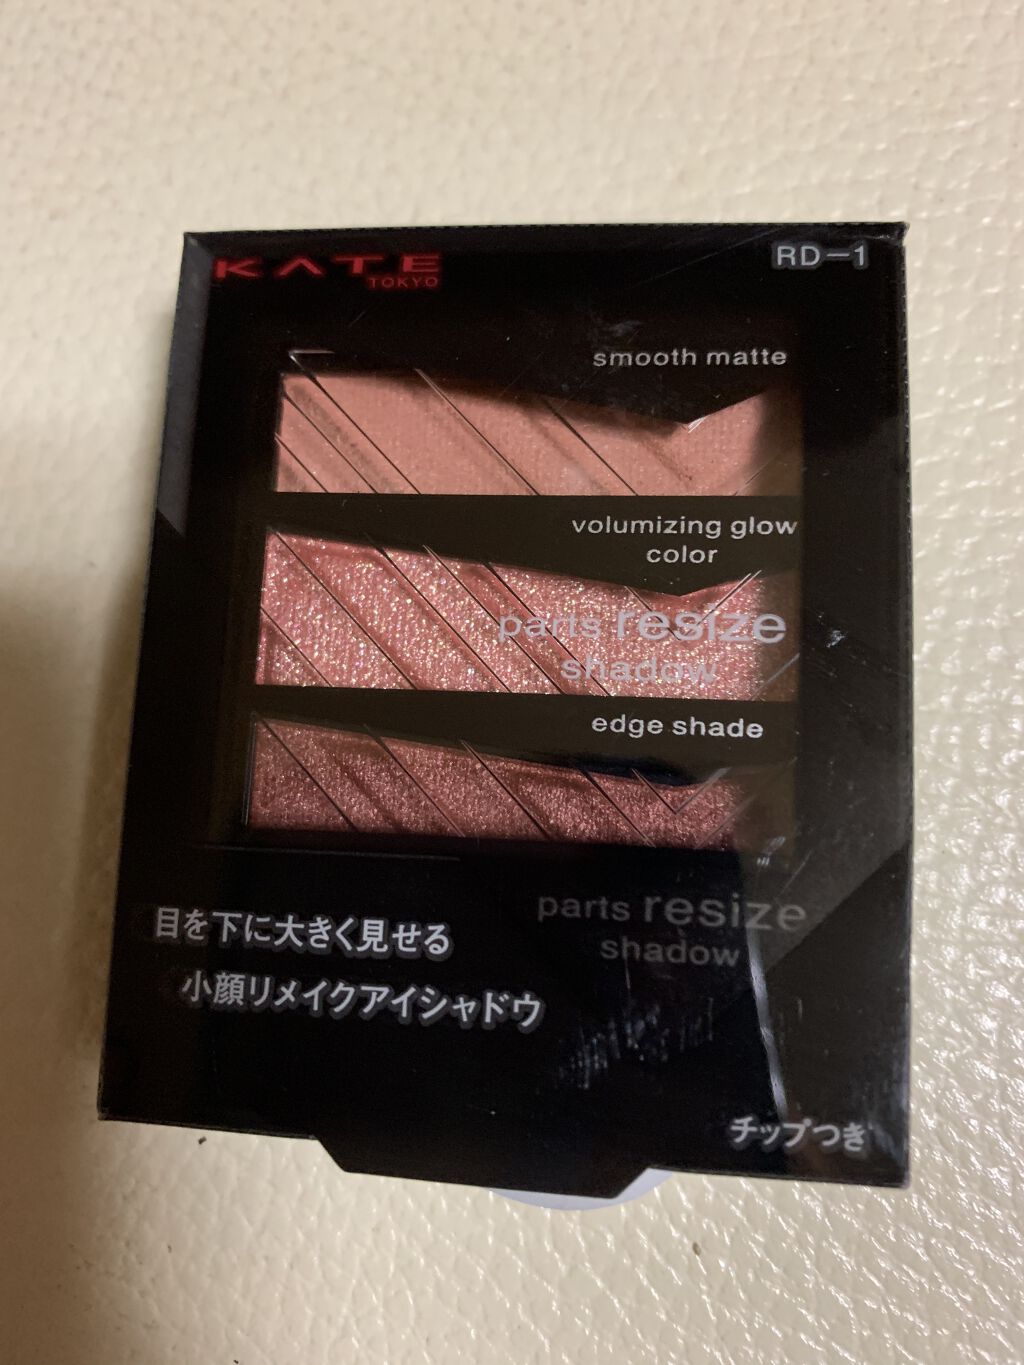 KATE
TOKYO
RD-1
smooth matte
volumizing glow
color
parts resize
shadow
edge shade
parts resize
shadow
目を下に大きく見せる
小顔リメイクアイシャドウ
チップつき